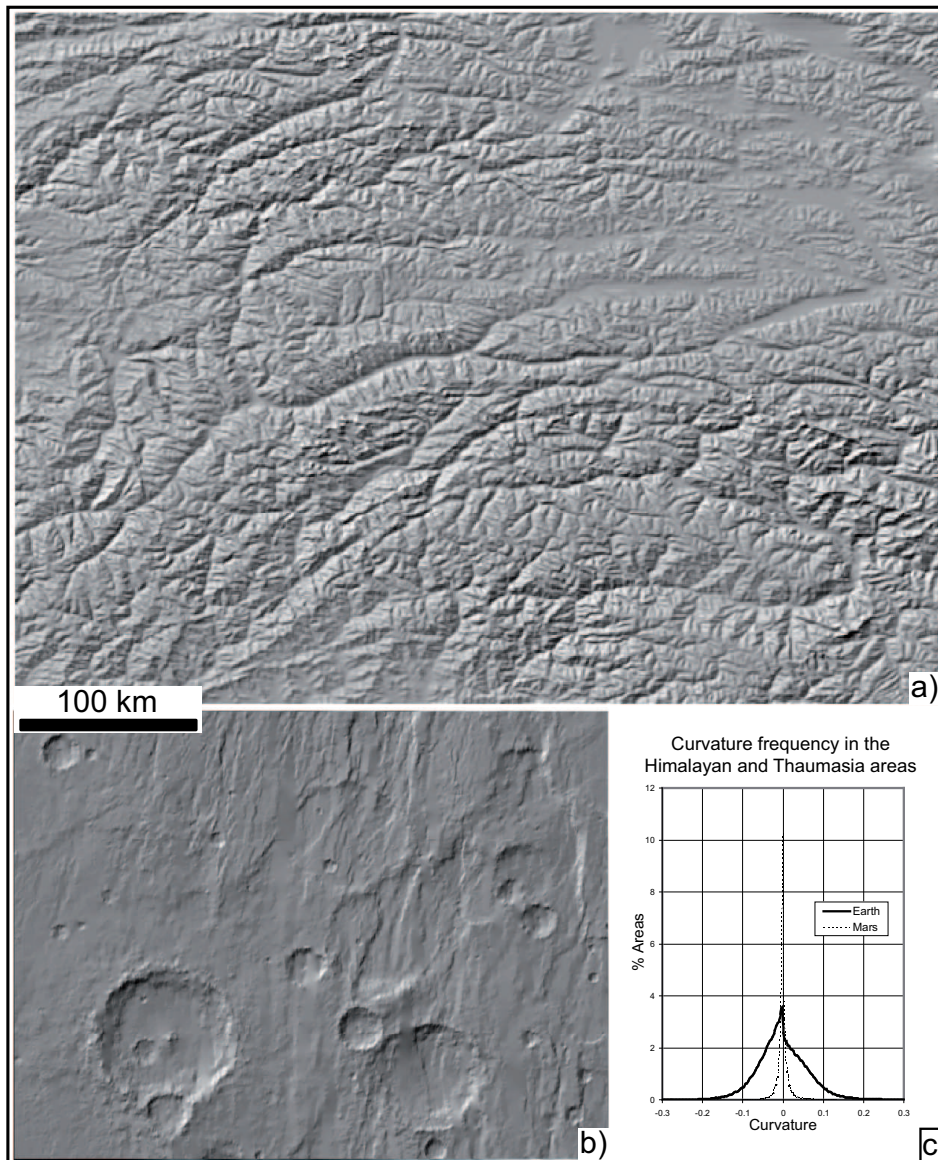 a)
100 km
b)
Curvature frequency in the
Himalayan and Thaumasia areas
12
10
8
6
4
2
0
% Areas
Earth
Mars
-0.3 -0.2 -0.1 0 0.1 0.2 0.3
Curvature
c